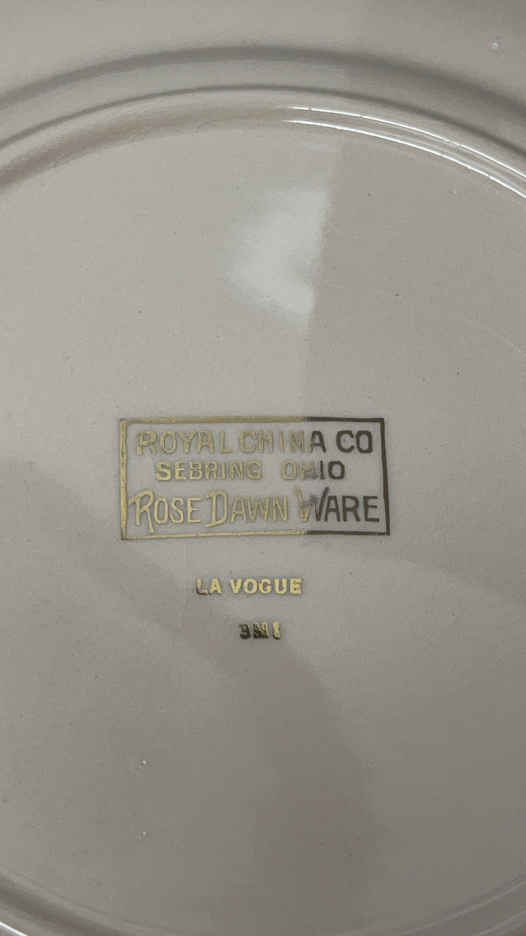 ROYAL CHINA CO
SEBRING OHIO
ROSE DAWN WARE
LA VOGUE